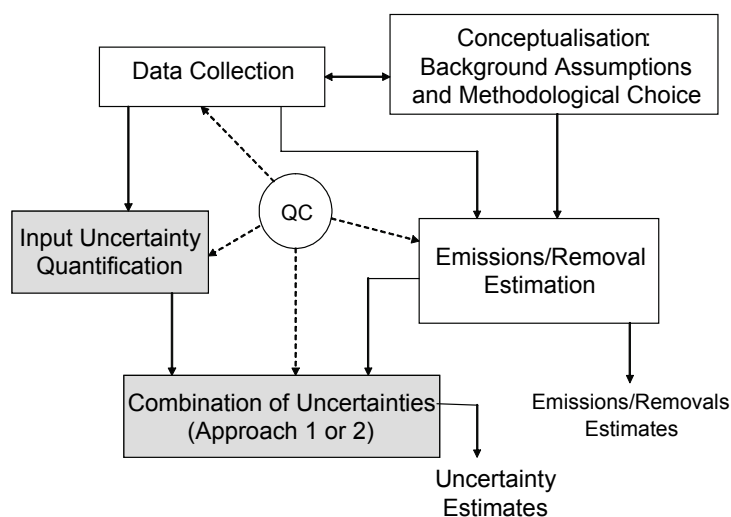 Conceptualisation:
Background Assumptions
and Methodological Choice
Data Collection
QC
Input Uncertainty
Quantification
Emissions/Removal
Estimation
Combination of Uncertainties
(Approach 1 or 2)
Emissions/Removals
Estimates
Uncertainty
Estimates